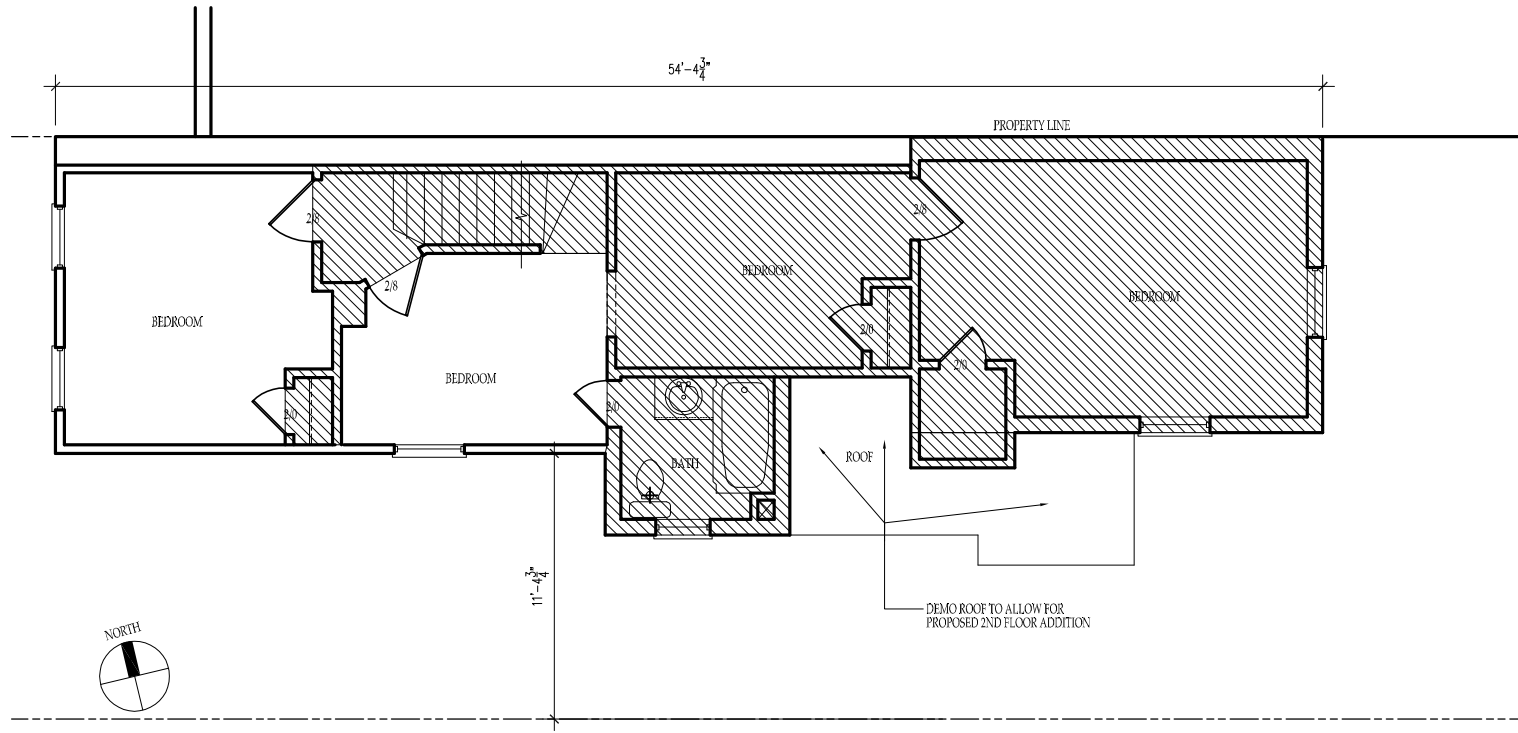 54'-4 3/4"
PROPERTY LINE
2/8
2/8
2/8
BEDROOM
BEDROOM
BEDROOM
BEDROOM
2/0
2/0
2/0
2/0
BATH
ROOF
11'-4 3/4"
DEMO ROOF TO ALLOW FOR
PROPOSED 2ND FLOOR ADDITION
NORTH